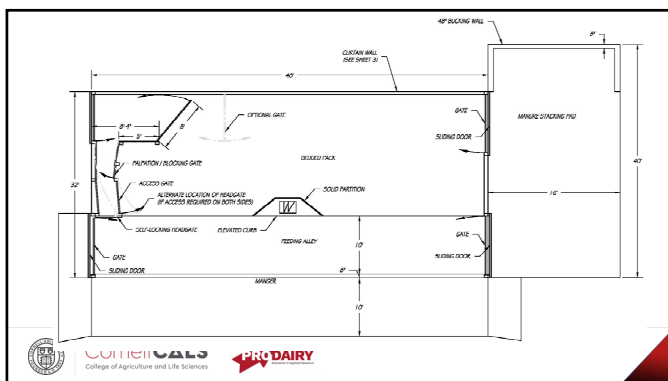 48" BUCKING WALL
8"
CURTAIN WALL
(SEE SHEET 3)
48'
8'-4"
5'
8'
OPTIONAL GATE
GATE
SLIDING DOOR
MANURE STACKING PAD
PALPATION / BLOCKING GATE
BEDDED PACK
32'
40'
ACCESS GATE
SOLID PARTITION
ALTERNATE LOCATION OF HEADGATE
(IF ACCESS REQUIRED ON BOTH SIDES)
W
16'
SELF-LOCKING HEADGATE
ELEVATED CURB
GATE
FEEDING ALLEY
10'
GATE
SLIDING DOOR
SLIDING DOOR
8"
MANGER
10'
CornellCALS
College of Agriculture and Life Sciences
PRODAIRY